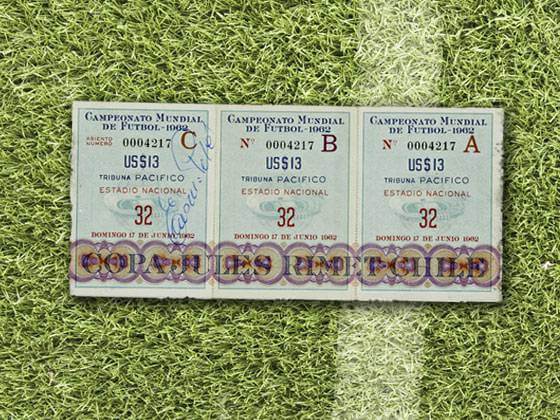 CAMPEONATO MUNDIAL
DE FUTBOL-1962
ASIENTO
NUMERO 0004217 C
US$13
TRIBUNA PACIFICO
ESTADIO NACIONAL
32
DOMINGO 17 DE JUNIO 1962
CAMPEONATO MUNDIAL
DE FUTBOL-1962
Nº 0004217 B
US$13
TRIBUNA PACIFICO
ESTADIO NACIONAL
32
DOMINGO 17 DE JUNIO 1962
CAMPEONATO MUNDIAL
DE FUTBOL-1962
Nº 0004217 A
US$13
TRIBUNA PACIFICO
ESTADIO NACIONAL
32
DOMINGO 17 DE JUNIO 1962
COPA JULES RIMET-CHILE